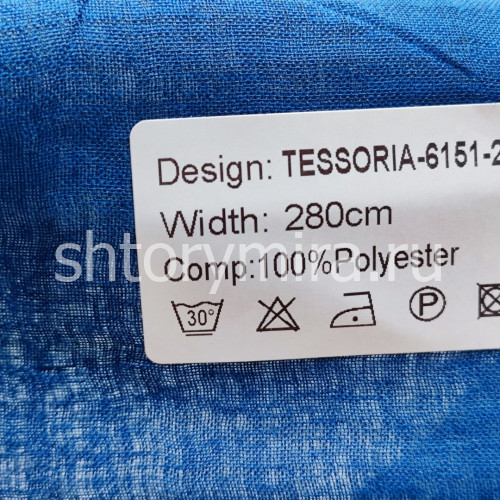 Design: TESSORIA-6151-2
Width: 280cm
shtorymira.ru
Comp:100%Polyester
30°
P